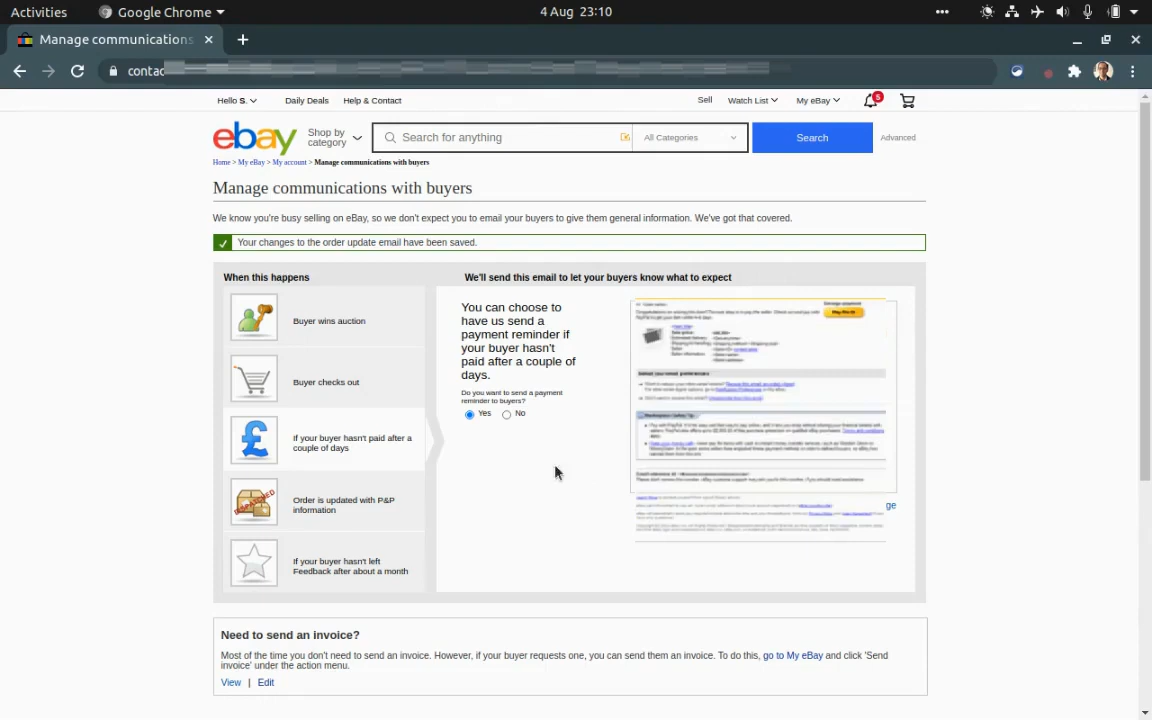 Activities
Google Chrome
4 Aug 23:10
Manage communications
contac
Hello S.
Daily Deals
Help & Contact
Sell
Watch List
My eBay
5
ebay
Shop by
category
Search for anything
All Categories
Search
Advanced
Home > My eBay > My account > Manage communications with buyers
Manage communications with buyers
We know you're busy selling on eBay, so we don't expect you to email your buyers to give them general information. We've got that covered.
Your changes to the order update email have been saved.
When this happens
We'll send this email to let your buyers know what to expect
Buyer wins auction
Buyer checks out
If your buyer hasn't paid after a
couple of days
DISPATCHED
Order is updated with P&P
information
If your buyer hasn't left
Feedback after about a month
You can choose to
have us send a
payment reminder if
your buyer hasn't
paid after a couple of
days.
Do you want to send a payment
reminder to buyers?
Yes
No
ge
Need to send an invoice?
Most of the time you don't need to send an invoice. However, if your buyer requests one, you can send them an invoice. To do this, go to My eBay and click 'Send
invoice' under the action menu.
View | Edit